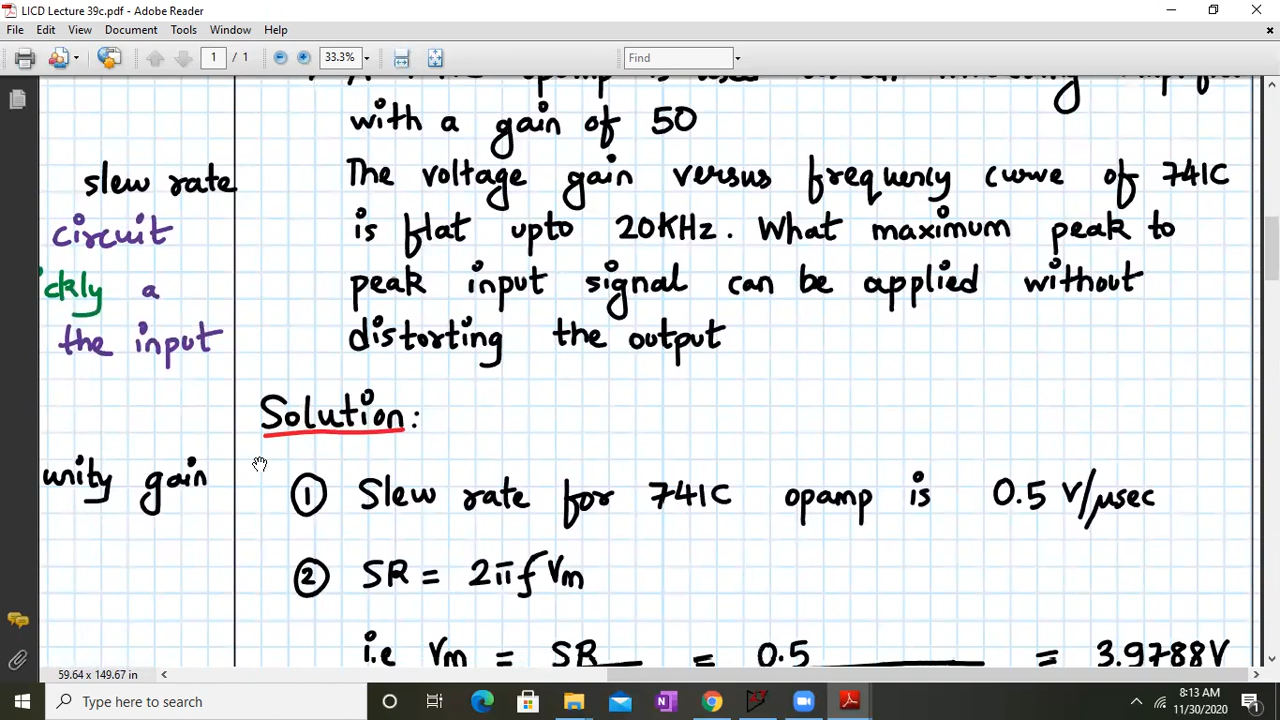 LICD Lecture 39c.pdf - Adobe Reader
File Edit View Document Tools Window Help
1 / 1 33.3% Find
with a gain of 50
The voltage gain versus frequency curve of 741C
is flat upto 20KHz. What maximum peak to
peak input signal can be applied without
distorting the output
slew rate
circuit
ckly a
the input
unity gain
Solution:
① Slew rate for 741C opamp is 0.5 V/μsec
② SR = 2πfVm
i.e Vm = SR = 0.5 = 3.9788V
59.64 x 149.67 in
Type here to search
8:13 AM
11/30/2020